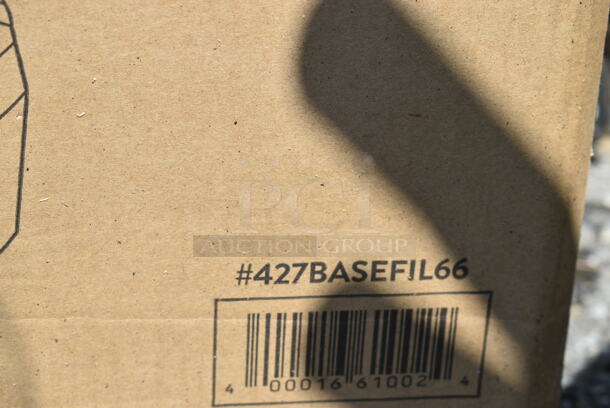 PCI
AUCTION GROUP
#427BASEFIL66
4 00016 61002 4